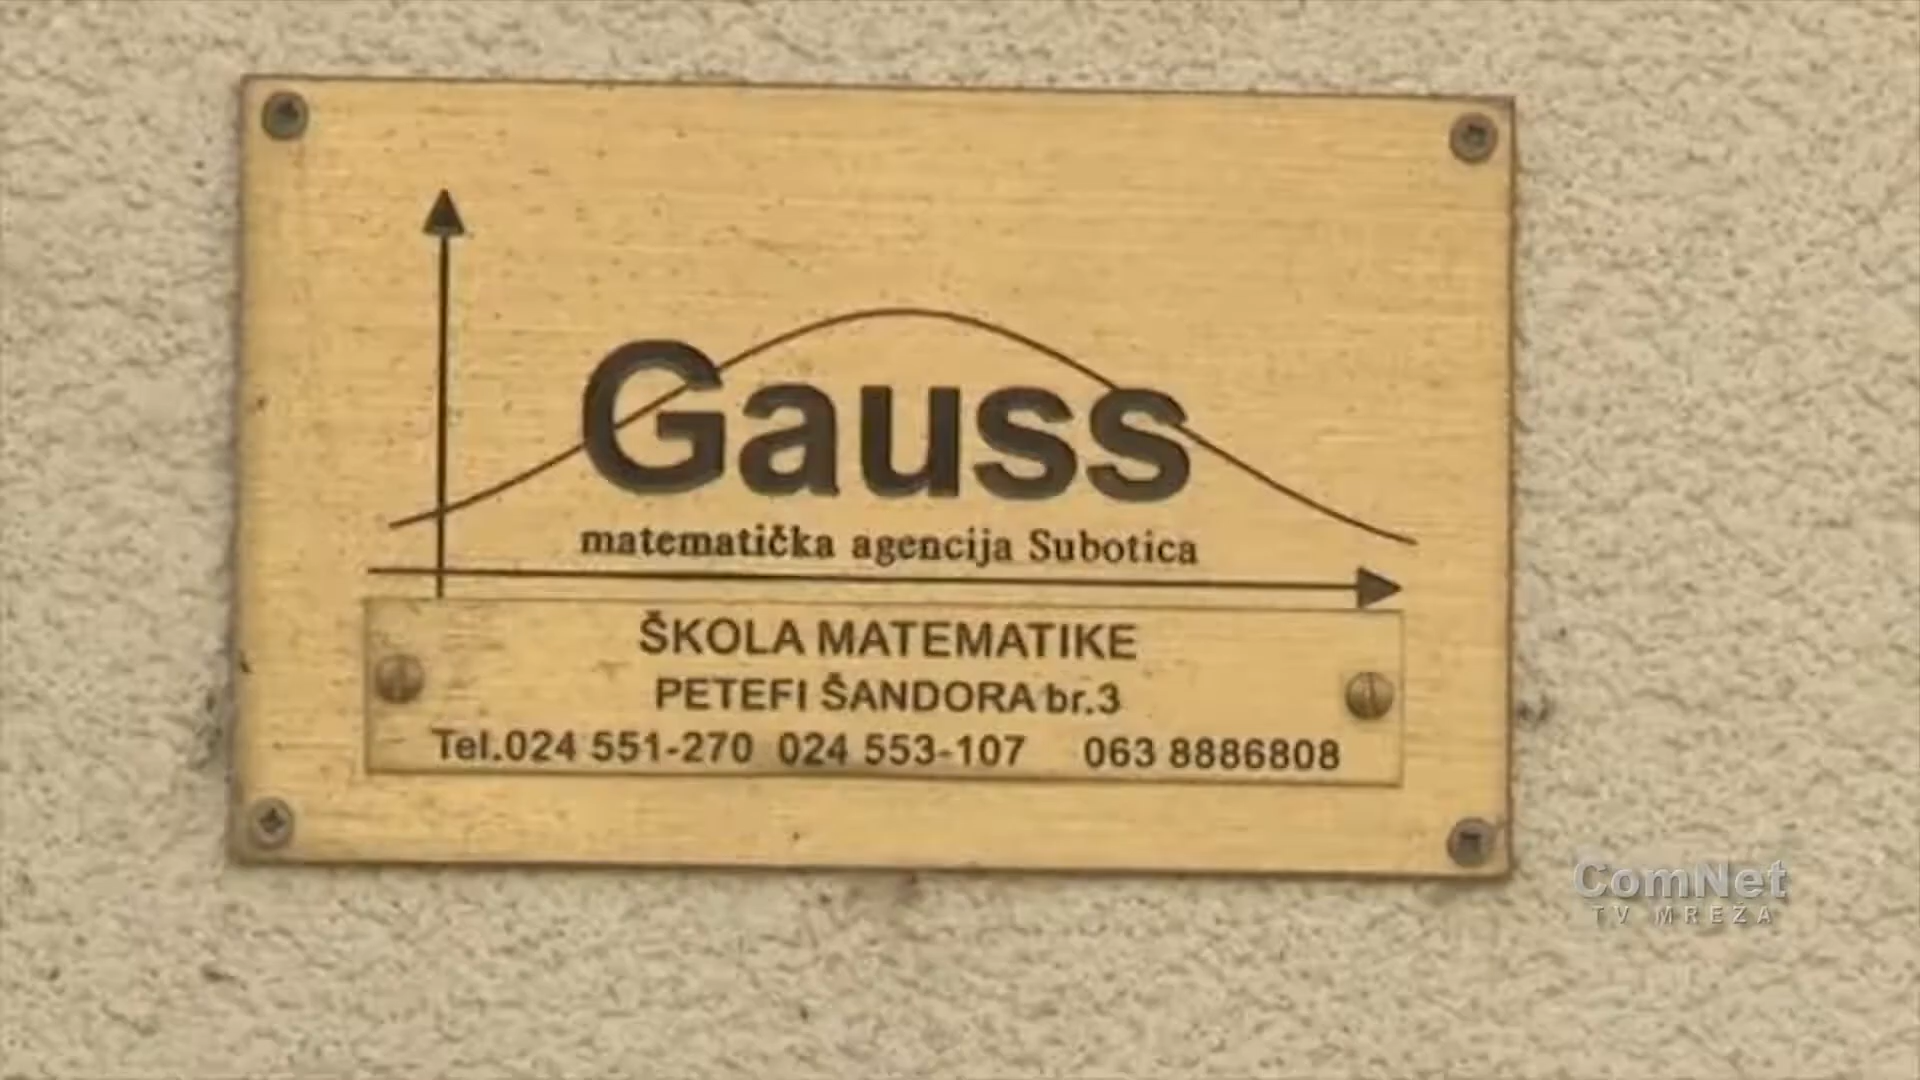 Gauss
matematička agencija Subotica
ŠKOLA MATEMATIKE
PETEFI ŠANDORA br.3
Tel.024 551-270 024 553-107 063 8886808
ComNet
TV MREŽA